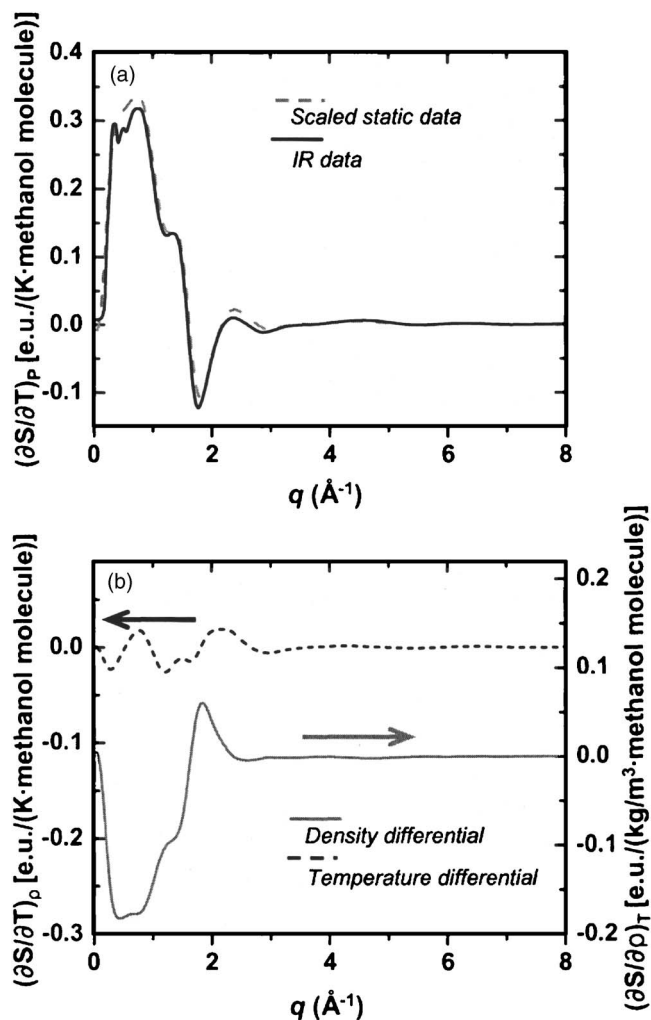 (a)
0.4
0.3
0.2
0.1
0.0
-0.1
(∂S/∂T)P [e.u./(K·methanol molecule)]
Scaled static data
IR data
0 2 4 6 8
q (Å-1)
(b)
0.0
-0.1
-0.2
-0.3
(∂S/∂T)ρ [e.u./(K·methanol molecule)]
0.2
0.1
0.0
-0.1
-0.2
(∂S/∂ρ)T [e.u./(kg/m3·methanol molecule)]
Density differential
Temperature differential
0 2 4 6 8
q (Å-1)